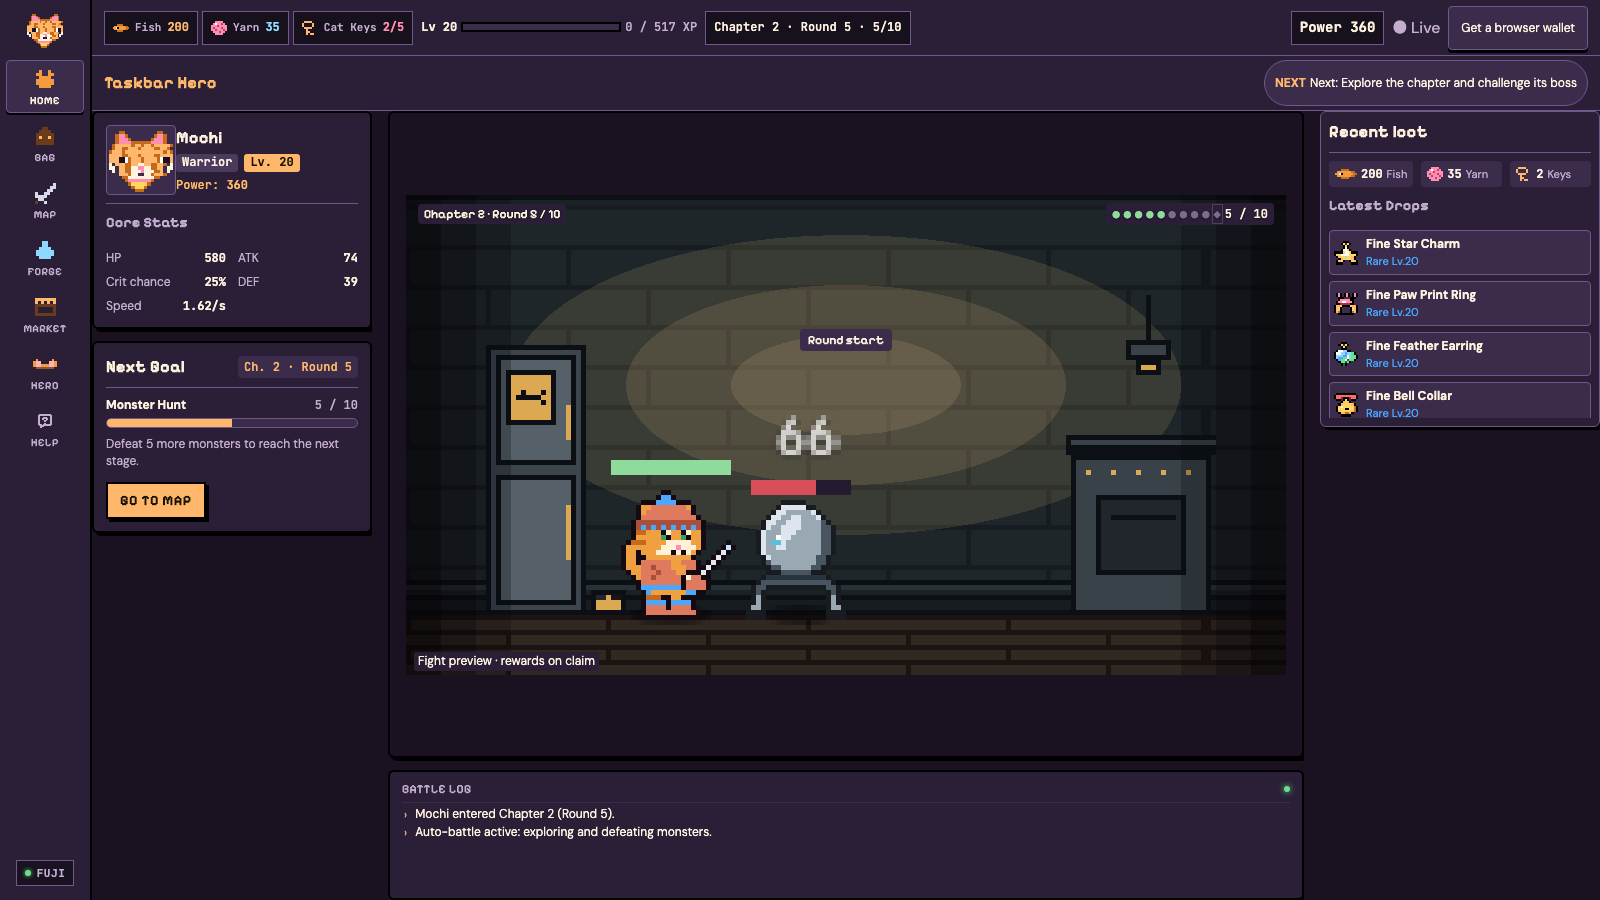 Fish 200
Yarn 35
Cat Keys 2/5
Lv 20
0 / 517 XP
Chapter 2 · Round 5 · 5/10
Power 360
Live
Get a browser wallet
Taskbar Hero
NEXT Next: Explore the chapter and challenge its boss
HOME
BAG
MAP
FORGE
MARKET
HERO
HELP
FUJI
Mochi
Warrior
Lv. 20
Power: 360
Core Stats
HP 580 ATK 74
Crit chance 25% DEF 39
Speed 1.62/s
Next Goal
Ch. 2 · Round 5
Monster Hunt 5 / 10
Defeat 5 more monsters to reach the next
stage.
GO TO MAP
Chapter 2 · Round 5 / 10
5 / 10
Round start
66
Fight preview · rewards on claim
BATTLE LOG
› Mochi entered Chapter 2 (Round 5).
› Auto-battle active: exploring and defeating monsters.
Recent loot
200 Fish
35 Yarn
2 Keys
Latest Drops
Fine Star Charm
Rare Lv.20
Fine Paw Print Ring
Rare Lv.20
Fine Feather Earring
Rare Lv.20
Fine Bell Collar
Rare Lv.20